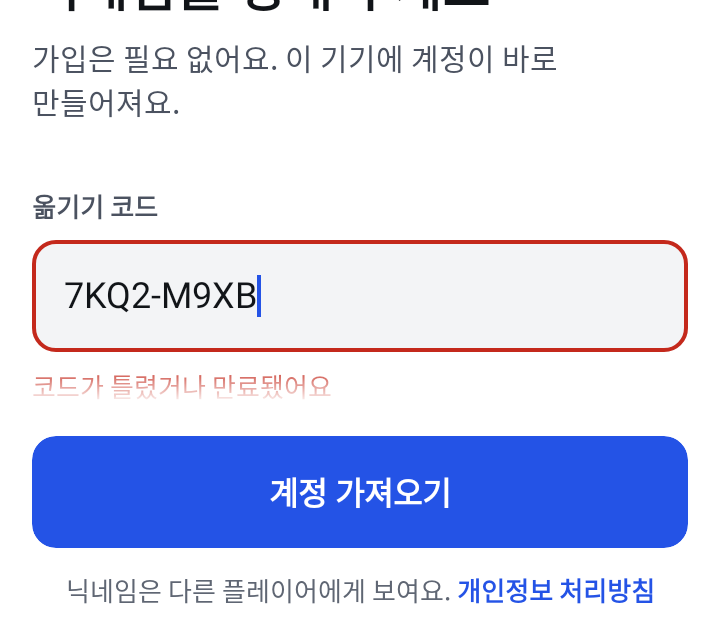 가입은 필요 없어요. 이 기기에 계정이 바로
만들어져요.
옮기기 코드
7KQ2-M9XB
코드가 틀렸거나 만료됐어요
계정 가져오기
닉네임은 다른 플레이어에게 보여요. 개인정보 처리방침